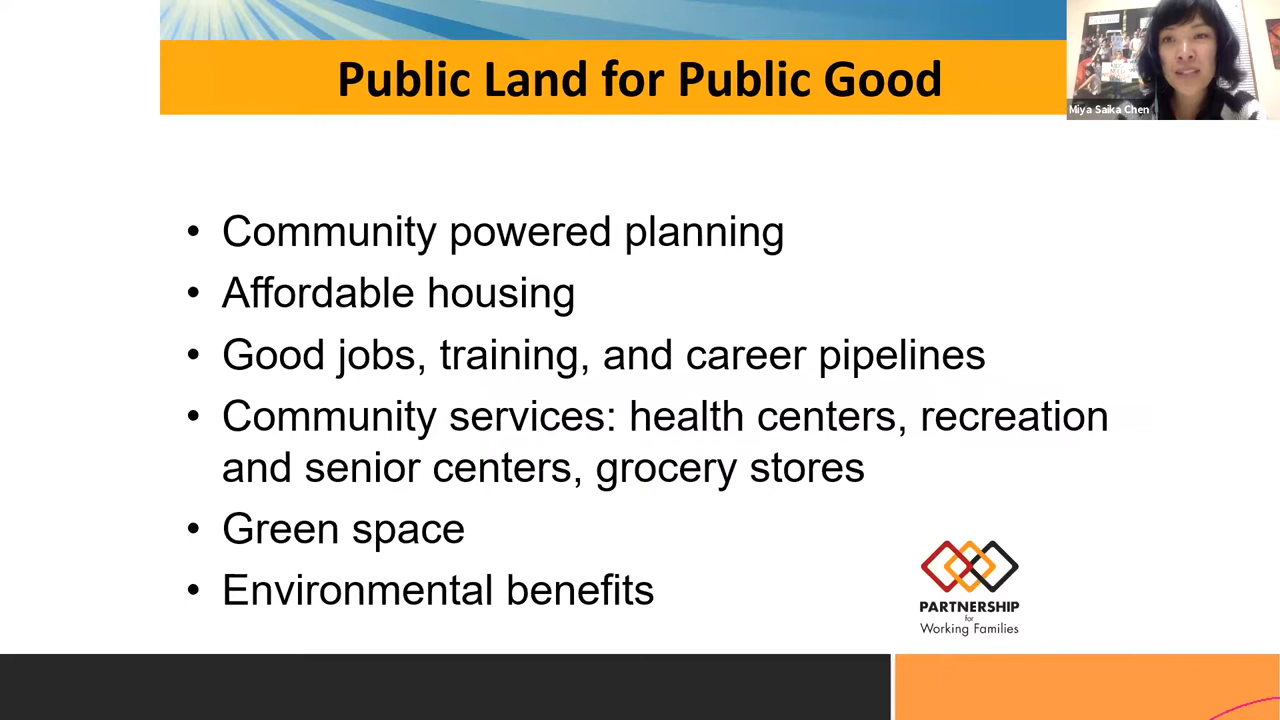 Public Land for Public Good
Miya Saika Chen
• Community powered planning
• Affordable housing
• Good jobs, training, and career pipelines
• Community services: health centers, recreation
and senior centers, grocery stores
• Green space
• Environmental benefits
PARTNERSHIP
for
Working Families